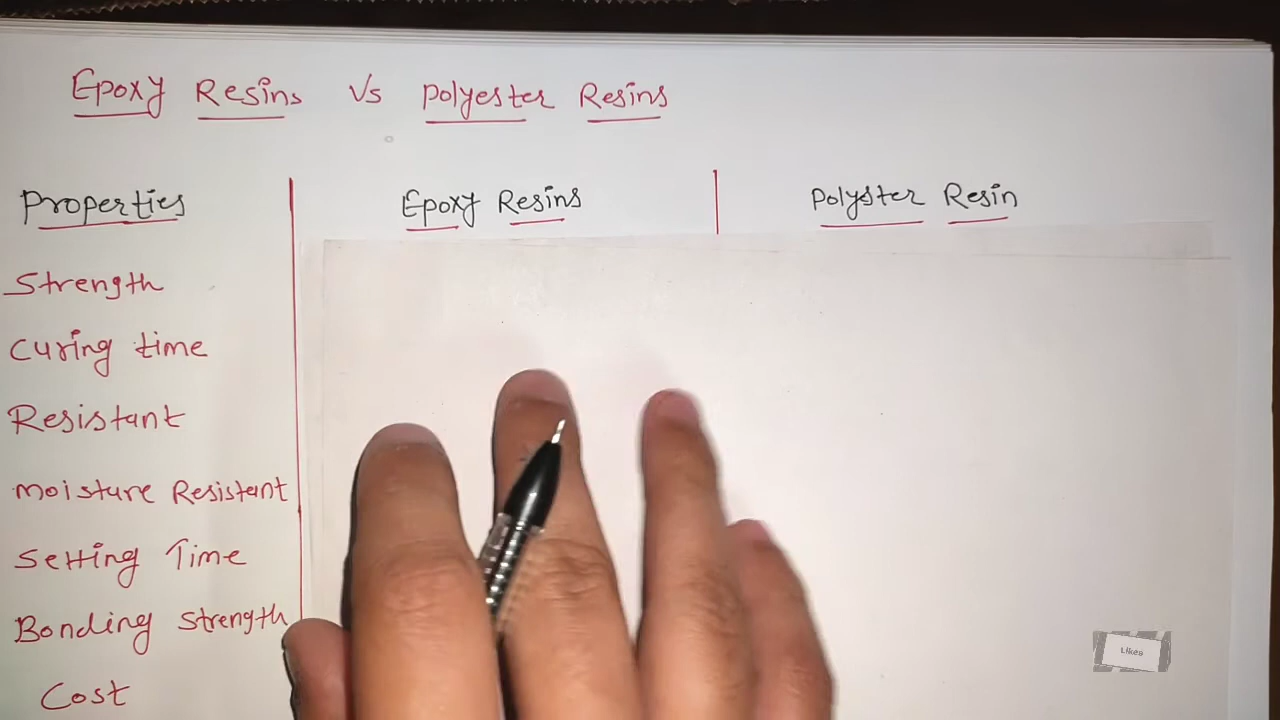 Epoxy Resins Vs Polyester Resins
Properties Epoxy Resins Polyster Resin
Strength
Curing time
Resistant
Moisture Resistant
Setting Time
Bonding Strength
Cost
Likes